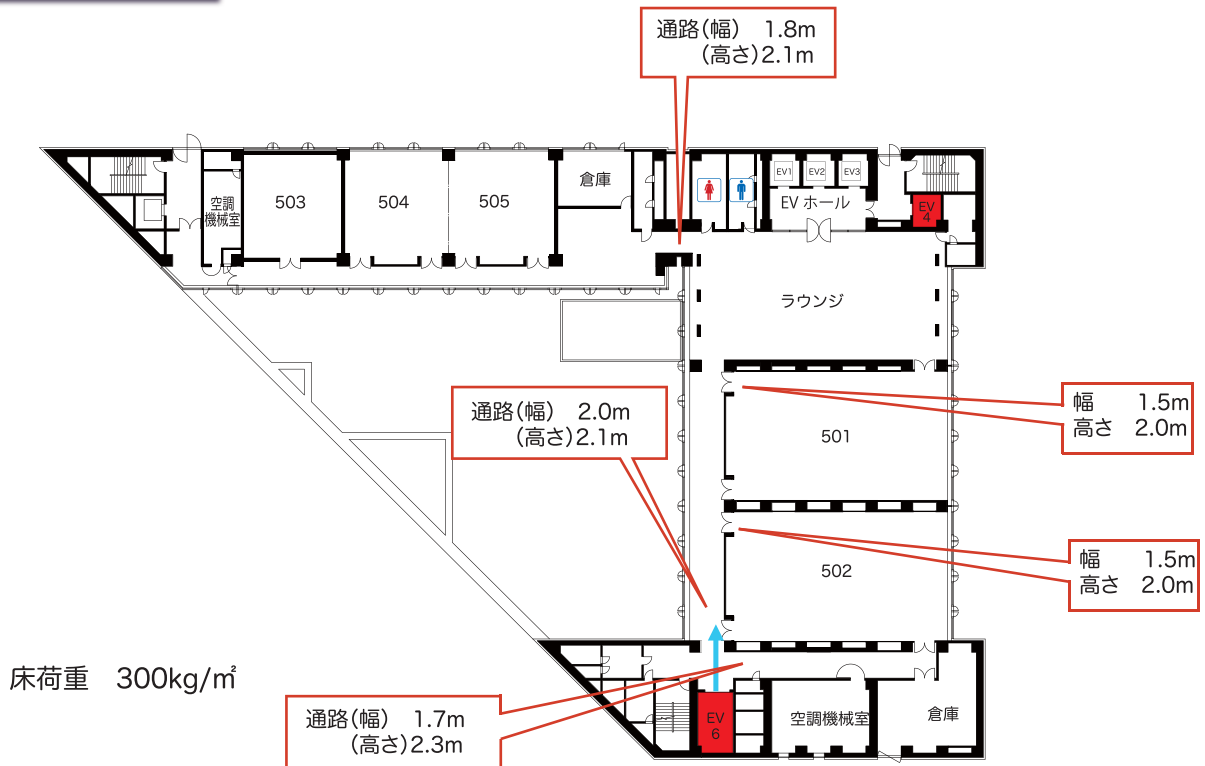 通路(幅) 1.8m
(高さ)2.1m
空調
機械室
503
504
505
倉庫
EV1
EV2
EV3
EV ホール
EV
4
ラウンジ
通路(幅) 2.0m
(高さ)2.1m
幅 1.5m
高さ 2.0m
501
502
幅 1.5m
高さ 2.0m
床荷重 300kg/㎡
通路(幅) 1.7m
(高さ)2.3m
EV
6
空調機械室
倉庫